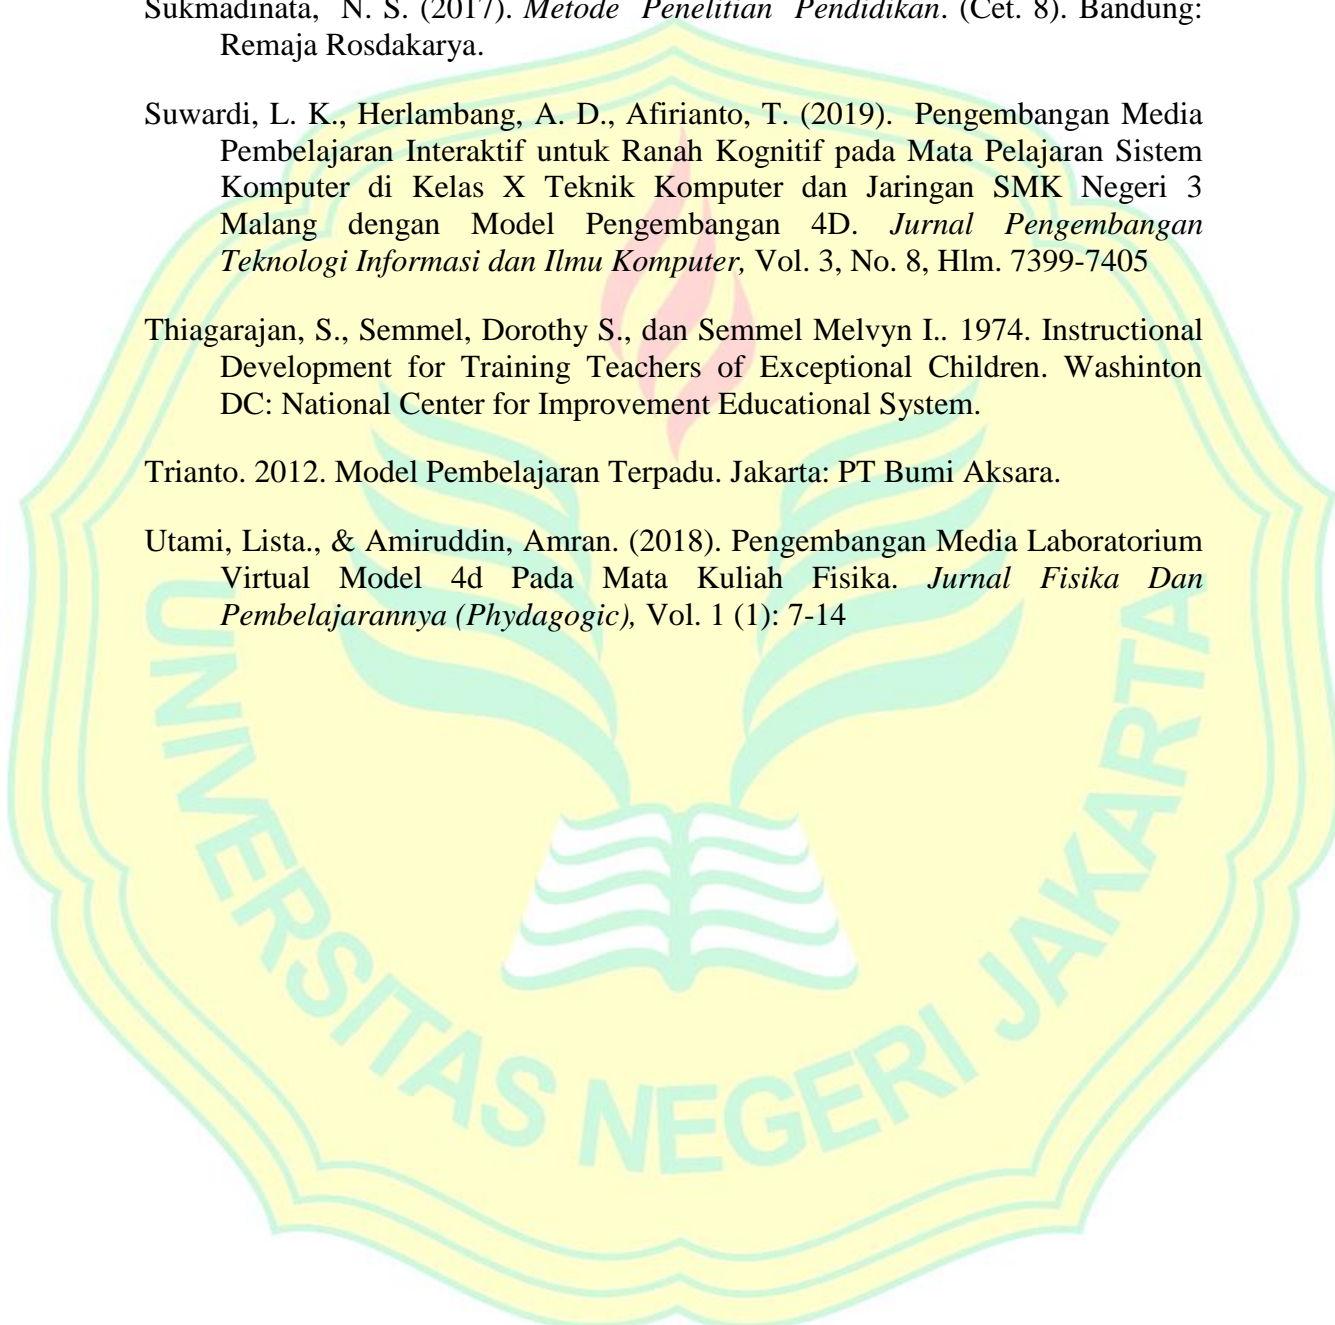 Sukmadinata, N. S. (2017). Metode Penelitian Pendidikan. (Cet. 8). Bandung:
Remaja Rosdakarya.
Suwardi, L. K., Herlambang, A. D., Afirianto, T. (2019). Pengembangan Media
Pembelajaran Interaktif untuk Ranah Kognitif pada Mata Pelajaran Sistem
Komputer di Kelas X Teknik Komputer dan Jaringan SMK Negeri 3
Malang dengan Model Pengembangan 4D. Jurnal Pengembangan
Teknologi Informasi dan Ilmu Komputer, Vol. 3, No. 8, Hlm. 7399-7405
Thiagarajan, S., Semmel, Dorothy S., dan Semmel Melvyn I.. 1974. Instructional
Development for Training Teachers of Exceptional Children. Washinton
DC: National Center for Improvement Educational System.
Trianto. 2012. Model Pembelajaran Terpadu. Jakarta: PT Bumi Aksara.
Utami, Lista., & Amiruddin, Amran. (2018). Pengembangan Media Laboratorium
Virtual Model 4d Pada Mata Kuliah Fisika. Jurnal Fisika Dan
Pembelajarannya (Phydagogic), Vol. 1 (1): 7-14
UNIVERSITAS NEGERI JAKARTA